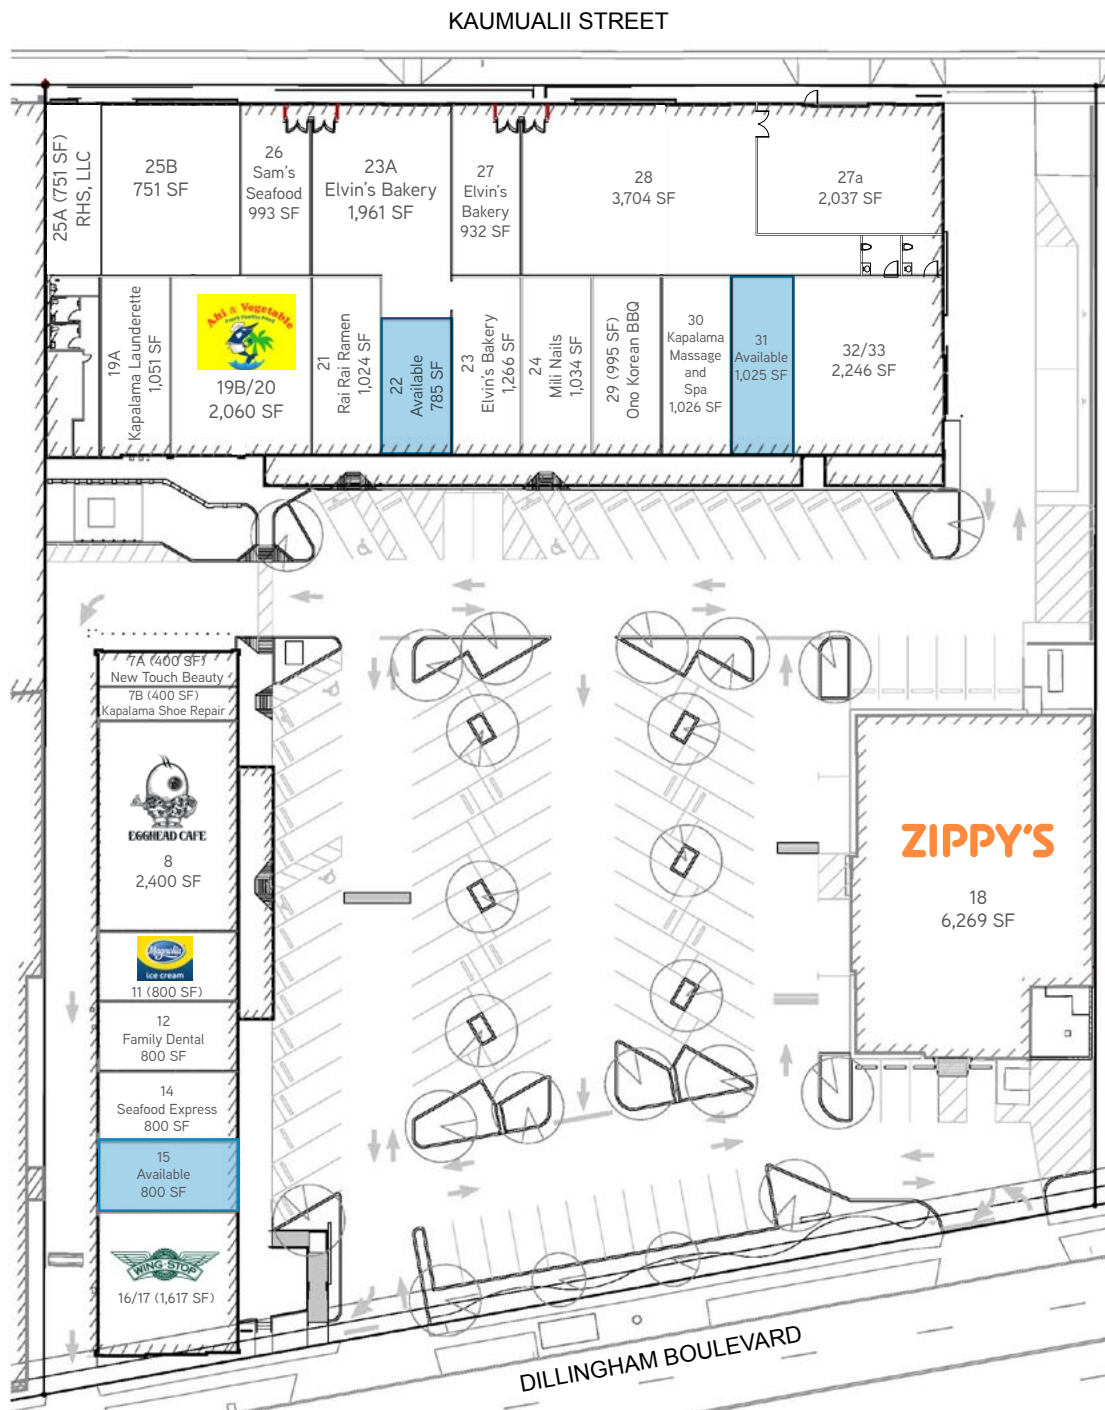 KAUMUALII STREET
25A (751 SF)
RHS, LLC
25B
751 SF
26
Sam's
Seafood
993 SF
23A
Elvin's Bakery
1,961 SF
27
Elvin's
Bakery
932 SF
28
3,704 SF
27a
2,037 SF
19A
Kapalama Launderette
1,051 SF
Ahi & Vegetable
Fresh Healthy Food
19B/20
2,060 SF
21
Rai Rai Ramen
1,024 SF
22
Available
785 SF
23
Elvin's Bakery
1,266 SF
24
Mili Nails
1,034 SF
29 (995 SF)
Ono Korean BBQ
30
Kapalama
Massage
and
Spa
1,026 SF
31
Available
1,025 SF
32/33
2,246 SF
7A (400 SF)
New Touch Beauty
7B (400 SF)
Kapalama Shoe Repair
EGGHEAD CAFE
8
2,400 SF
Magnolia
ice cream
11 (800 SF)
12
Family Dental
800 SF
14
Seafood Express
800 SF
15
Available
800 SF
WING·STOP
16/17 (1,617 SF)
ZIPPY'S
18
6,269 SF
DILLINGHAM BOULEVARD